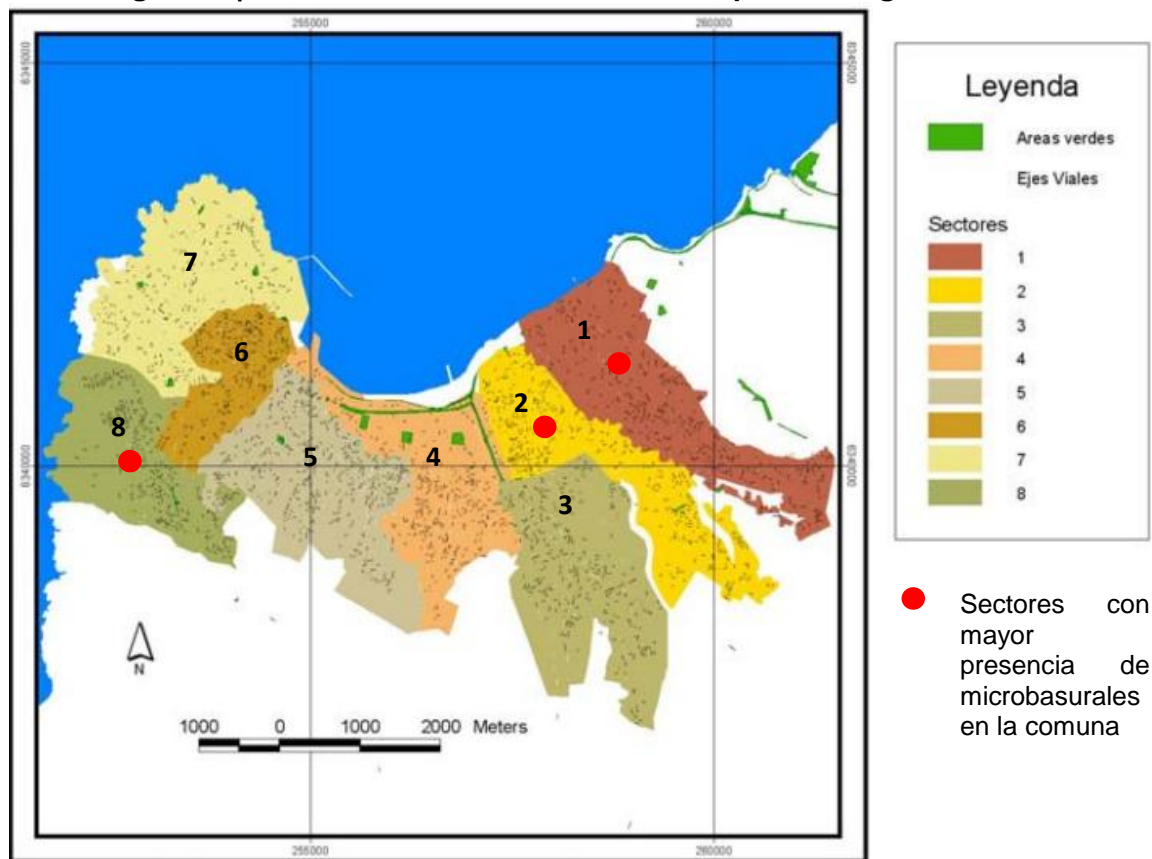 255000
260000
6345000
6345000
7
6
8
5
4
3
2
1
6340000
6340000
N
1000 0 1000 2000 Meters
255000
260000
Leyenda
Areas verdes
Ejes Viales
Sectores
1
2
3
4
5
6
7
8
Sectores con
mayor
presencia de
microbasurales
en la comuna